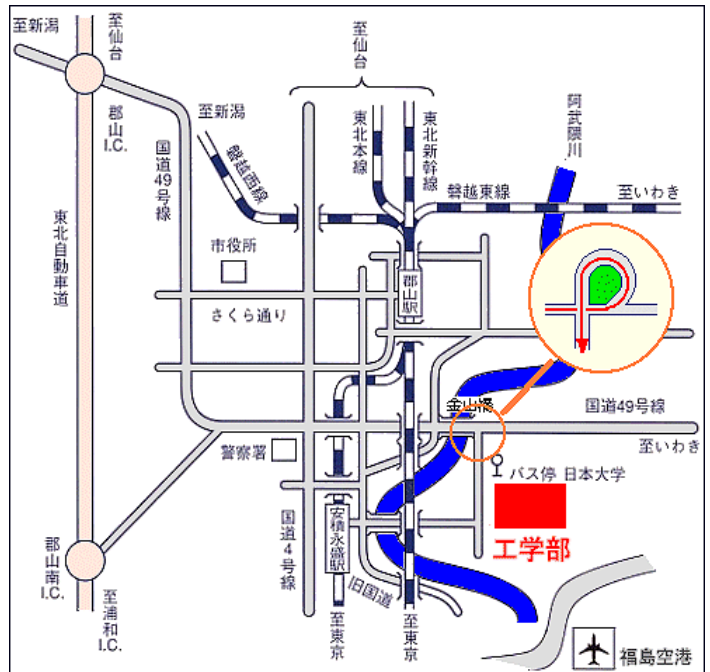 至新潟
至仙台
至仙台
阿武隈川
郡山I.C.
国道49号線
至新潟
磐越西線
東北本線
東北新幹線
磐越東線
至いわき
東北自動車道
市役所
郡山駅
さくら通り
金山橋
国道49号線
至いわき
警察署
バス停 日本大学
工学部
国道4号線
安積永盛駅
旧国道
郡山南I.C.
至浦和I.C.
至東京
至東京
福島空港